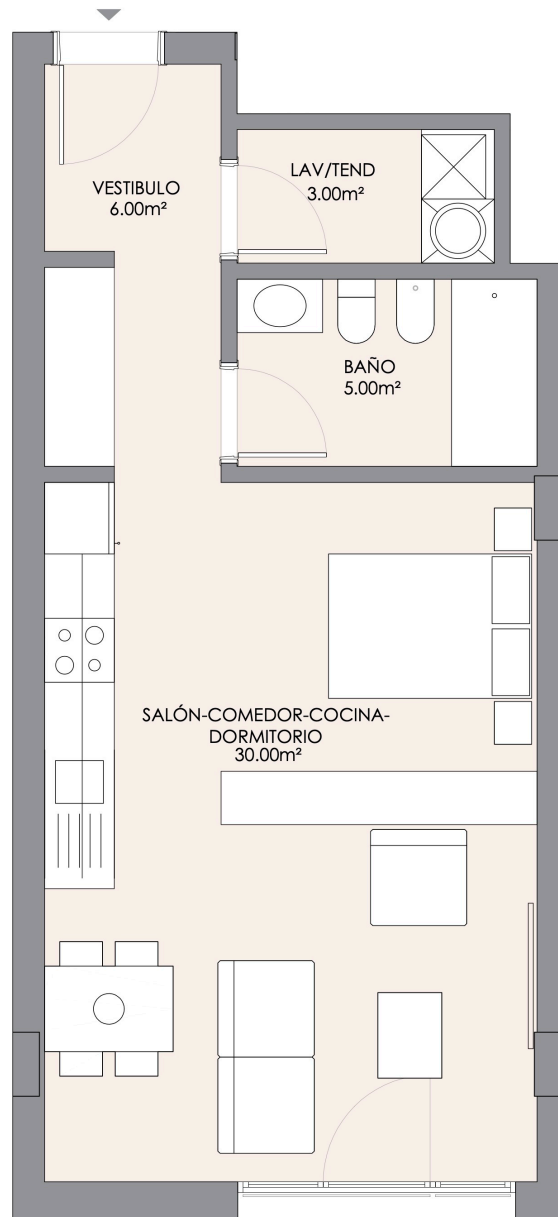 VESTIBULO
6.00m²
LAV/TEND
3.00m²
BAÑO
5.00m²
SALÓN-COMEDOR-COCINA-
DORMITORIO
30.00m²